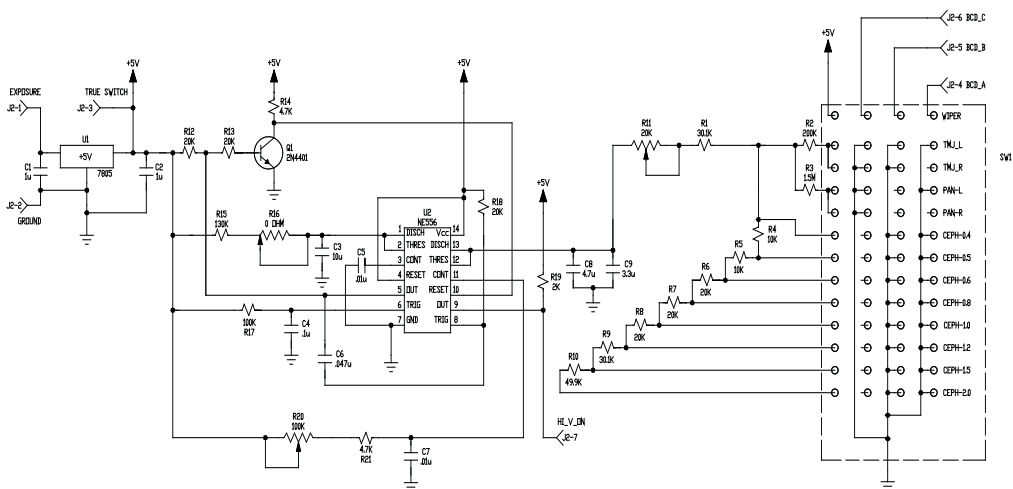 J2-6 BCD_C
+5V
J2-5 BCD_B
J2-4 BCD_A
+5V
+5V
+5V
EXPOSURE
J2-1
TRUE SWITCH
J2-3
R14
4.7K
U1
+5V
7805
C1
1u
C2
1u
J2-2
GROUND
R12
20K
R13
20K
Q1
2N4401
R11
20K
R1
30.1K
R2
200K
R3
1.5M
WIPER
TMJ_L
TMJ_R
PAN-L
PAN-R
CEPH-0.4
CEPH-0.5
CEPH-0.6
CEPH-0.8
CEPH-1.0
CEPH-1.2
CEPH-1.5
CEPH-2.0
SW1
R15
130K
R16
0 OHM
C3
10u
C5
.01u
U2
NE556
1 DISCH Vcc 14
2 THRES DISCH 13
3 CONT THRES 12
4 RESET CONT 11
5 OUT RESET 10
6 TRIG OUT 9
7 GND TRIG 8
R18
20K
+5V
R19
2K
C8
4.7u
C9
3.3u
R4
10K
R5
10K
R6
20K
R7
20K
R8
20K
R9
30.1K
R10
49.9K
100K
R17
C4
.1u
C6
.047u
R20
100K
4.7K
R21
C7
.01u
HI_V_ON
J2-7